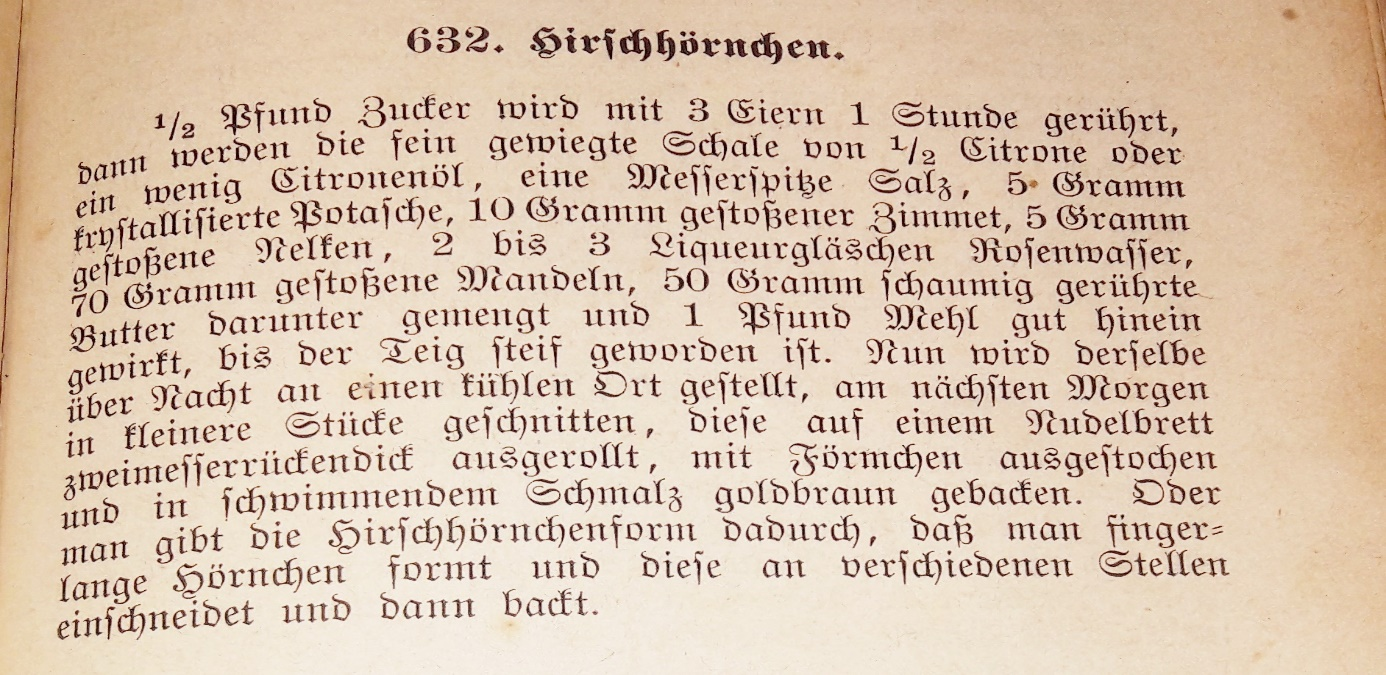 632. Hirschhörnchen.
1/2 Pfund Zucker wird mit 3 Eiern 1 Stunde gerührt,
dann werden die fein gewiegte Schale von 1/2 Citrone oder
ein wenig Citronenöl, eine Messerspitze Salz, 5 Gramm
krystallisierte Potasche, 10 Gramm gestoßener Zimmet, 5 Gramm
gestoßene Nelken, 2 bis 3 Liqueurgläschen Rosenwasser,
70 Gramm gestoßene Mandeln, 50 Gramm schaumig gerührte
Butter darunter gemengt und 1 Pfund Mehl gut hinein
gewirkt, bis der Teig steif geworden ist. Nun wird derselbe
über Nacht an einen kühlen Ort gestellt, am nächsten Morgen
in kleinere Stücke geschnitten, diese auf einem Nudelbrett
zweimesserrückendick ausgerollt, mit Förmchen ausgestochen
und in schwimmendem Schmalz goldbraun gebacken. Oder
man gibt die Hirschhörnchenform dadurch, daß man finger-
lange Hörnchen formt und diese an verschiedenen Stellen
einschneidet und dann backt.